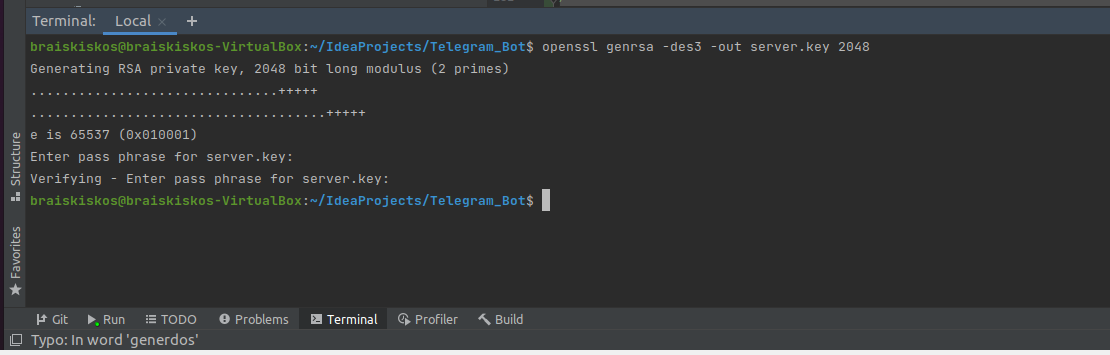 Terminal: Local × +
braiskiskos@braiskiskos-VirtualBox:~/IdeaProjects/Telegram_Bot$ openssl genrsa -des3 -out server.key 2048
Generating RSA private key, 2048 bit long modulus (2 primes)
...............................+++++
.....................................+++++
e is 65537 (0x010001)
Enter pass phrase for server.key:
Verifying - Enter pass phrase for server.key:
braiskiskos@braiskiskos-VirtualBox:~/IdeaProjects/Telegram_Bot$
Structure
Favorites
Git Run TODO Problems Terminal Profiler Build
Typo: In word 'generdos'